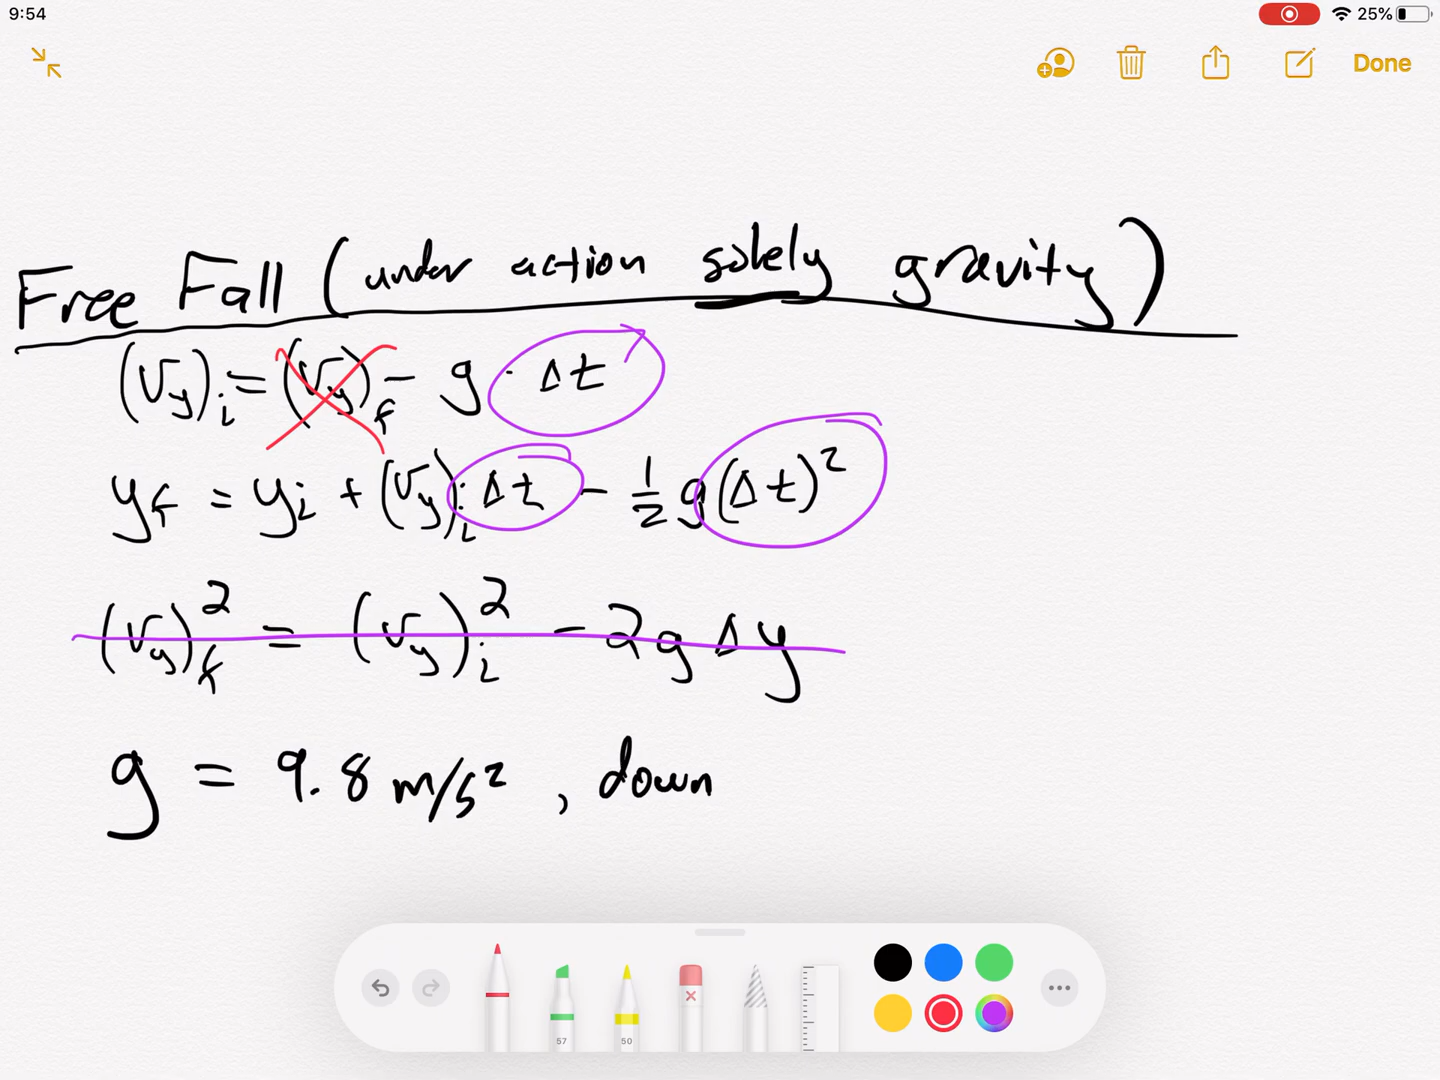 9:54
25%
Done
Free Fall (under action solely gravity)
(Vy)i = (Vy)f - g · Δt
yf = yi + (Vy)i Δt - 1/2 g(Δt)²
(Vy)f² = (Vy)i² - 2gΔy
g = 9.8 m/s², down
57
50